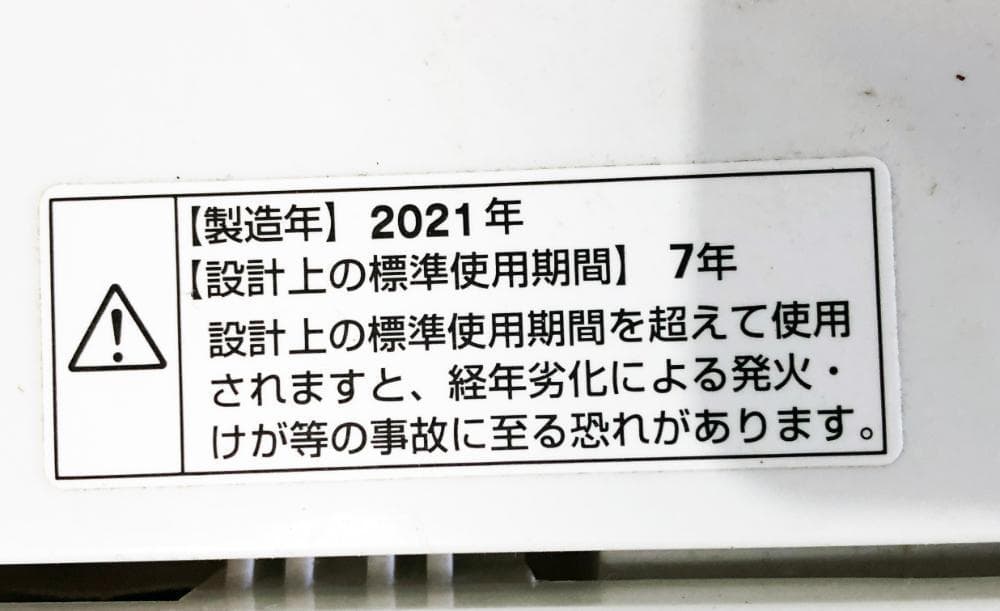 【製造年】 2021年
【設計上の標準使用期間】 7年
設計上の標準使用期間を超えて使用
されますと、経年劣化による発火・
けが等の事故に至る恐れがあります。